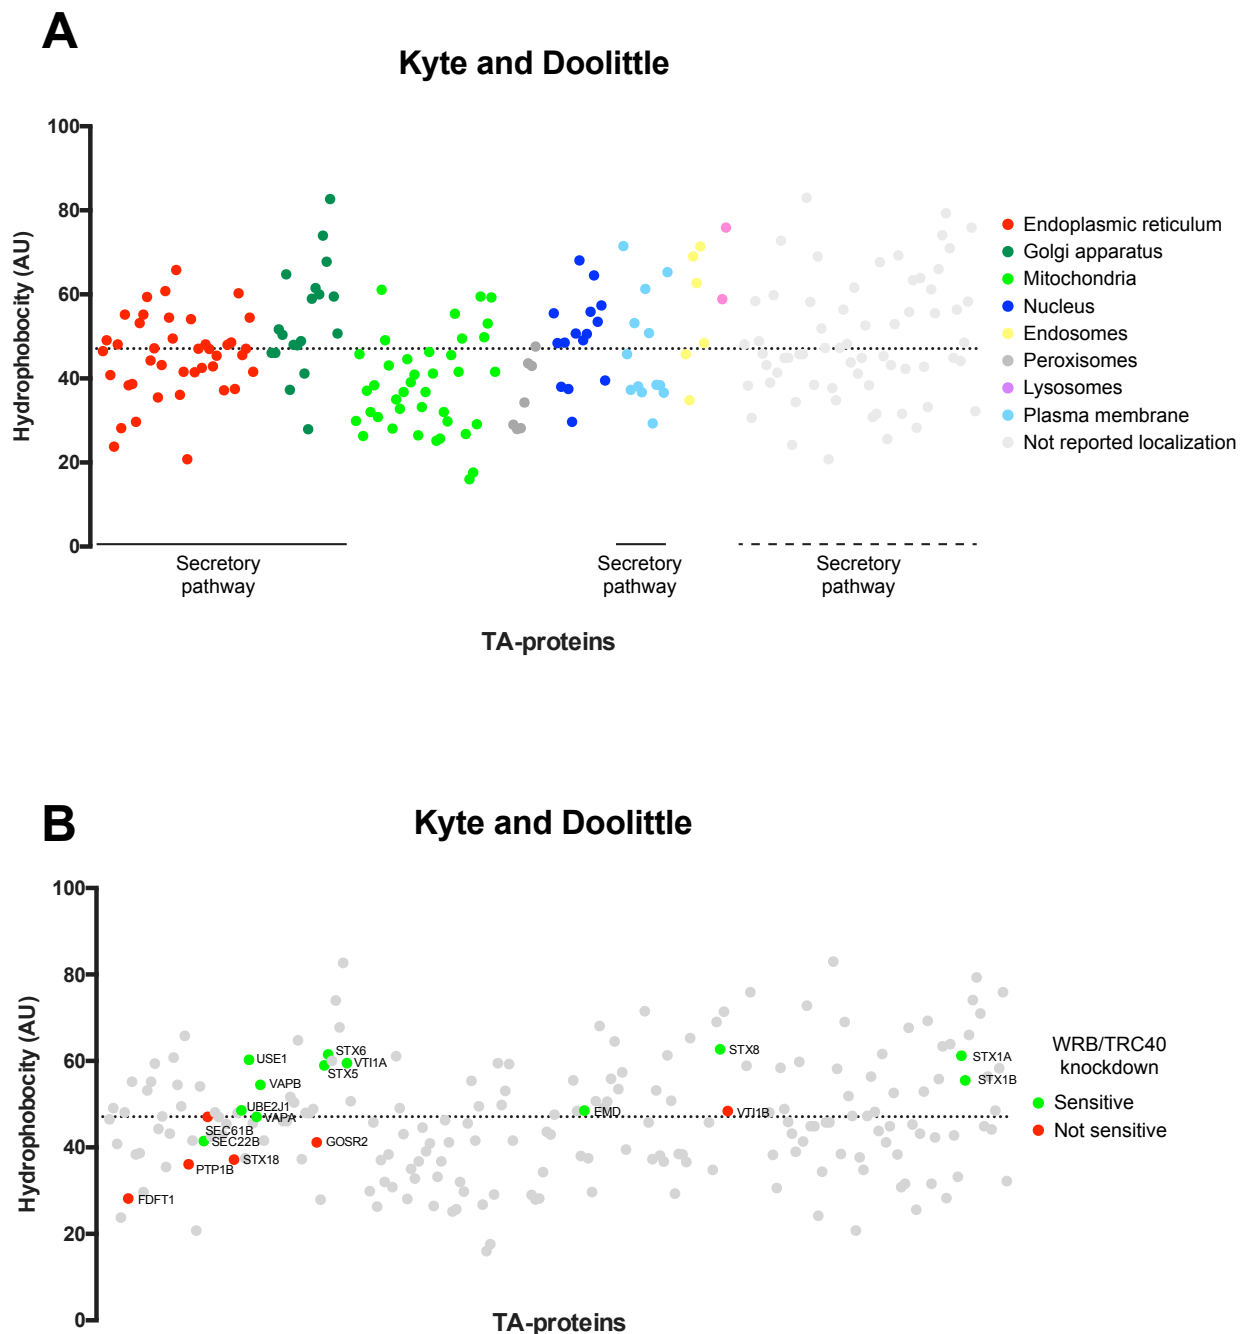 A
Kyte and Doolittle
100
80
60
40
20
0
Hydrophobocity (AU)
Endoplasmic reticulum
Golgi apparatus
Mitochondria
Nucleus
Endosomes
Peroxisomes
Lysosomes
Plasma membrane
Not reported localization
Secretory
pathway
Secretory
pathway
Secretory
pathway
TA-proteins
B
Kyte and Doolittle
100
80
60
40
20
0
Hydrophobocity (AU)
USE1
STX6
VTI1A
STX5
VAPB
UBE2J1
VAPA
SEC61B
SEC22B
GOSR2
STX18
PTP1B
FDFT1
EMD
STX8
VTI1B
STX1A
STX1B
WRB/TRC40
knockdown
Sensitive
Not sensitive
TA-proteins